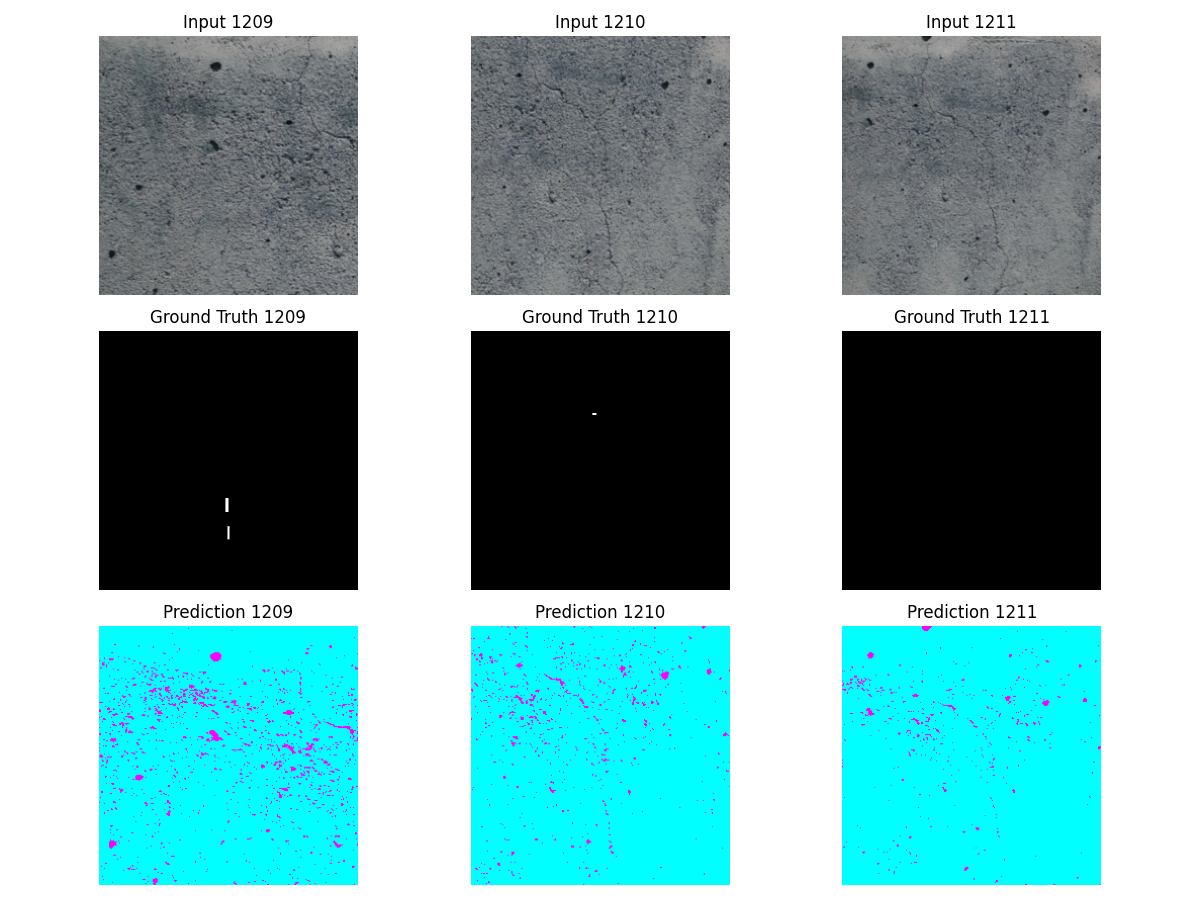 Input 1209
Input 1210
Input 1211
Ground Truth 1209
Ground Truth 1210
Ground Truth 1211
Prediction 1209
Prediction 1210
Prediction 1211